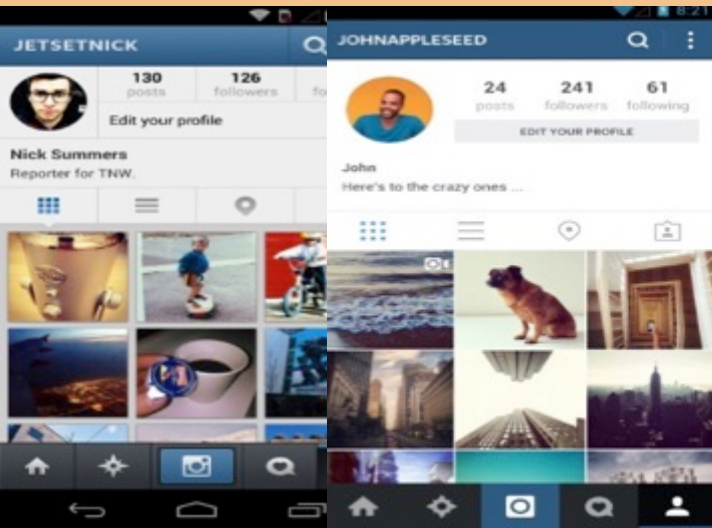 JETSETNICK
130 126
posts followers fo
Edit your profile
Nick Summers
Reporter for TNW.
8:21
JOHNAPPLESEED
24 241 61
posts followers following
EDIT YOUR PROFILE
John
Here's to the crazy ones ...